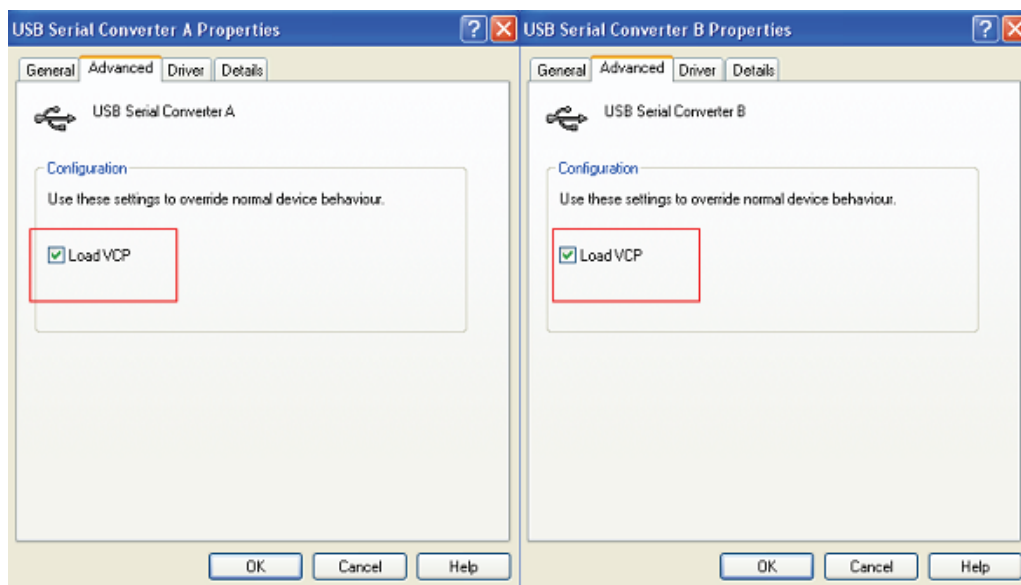 USB Serial Converter A Properties
General Advanced Driver Details
USB Serial Converter A
Configuration
Use these settings to override normal device behaviour.
Load VCP
OK Cancel Help
USB Serial Converter B Properties
General Advanced Driver Details
USB Serial Converter B
Configuration
Use these settings to override normal device behaviour.
Load VCP
OK Cancel Help